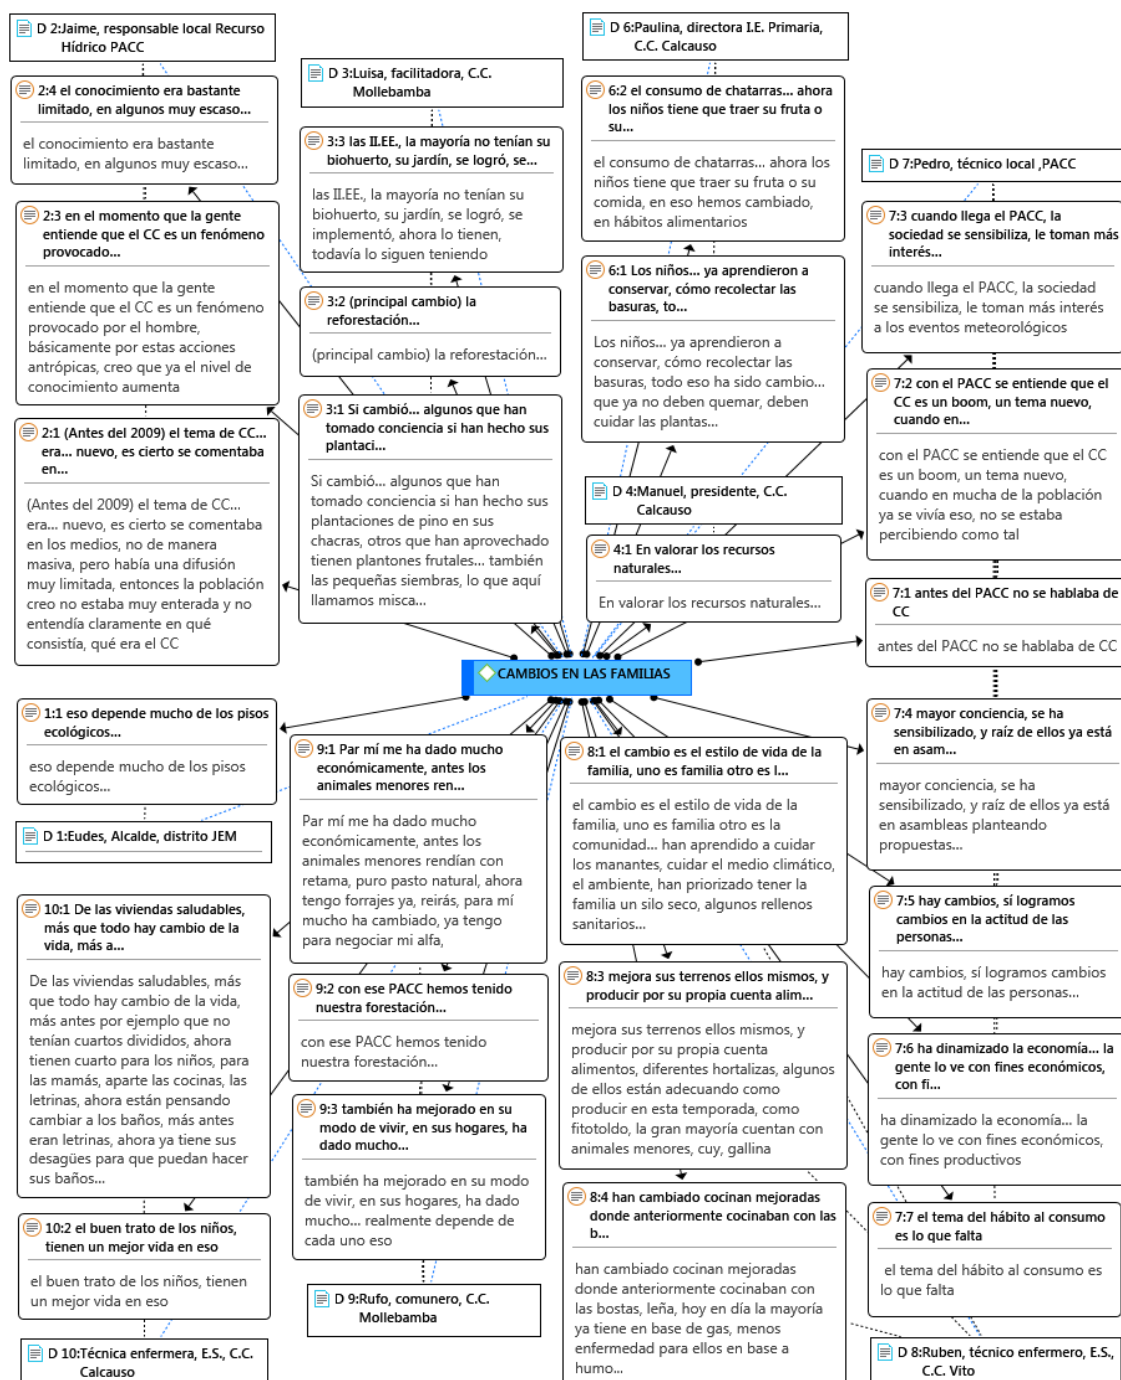 D 2:Jaime, responsable local Recurso
Hídrico PACC
2:4 el conocimiento era bastante
limitado, en algunos muy escaso...
el conocimiento era bastante
limitado, en algunos muy escaso...
2:3 en el momento que la gente
entiende que el CC es un fenómeno
provocado...
en el momento que la gente
entiende que el CC es un fenómeno
provocado por el hombre,
básicamente por estas acciones
antrópicas, creo que ya el nivel de
conocimiento aumenta
2:1 (Antes del 2009) el tema de CC...
era... nuevo, es cierto se comentaba
en...
(Antes del 2009) el tema de CC...
era... nuevo, es cierto se comentaba
en los medios, no de manera
masiva, pero había una difusión
muy limitada, entonces la población
creo no estaba muy enterada y no
entendía claramente en qué
consistía, qué era el CC
D 3:Luisa, facilitadora, C.C.
Mollebamba
3:3 las II.EE., la mayoría no tenían su
biohuerto, su jardín, se logró, se...
las II.EE., la mayoría no tenían su
biohuerto, su jardín, se logró, se
implementó, ahora lo tienen,
todavía lo siguen teniendo
3:2 (principal cambio) la
reforestación...
(principal cambio) la reforestación...
3:1 Si cambió... algunos que han
tomado conciencia si han hecho sus
plantaci...
Si cambió... algunos que han
tomado conciencia si han hecho sus
plantaciones de pino en sus
chacras, otros que han aprovechado
tienen plantones frutales... también
las pequeñas siembras, lo que aquí
llamamos misca...
D 6:Paulina, directora I.E. Primaria,
C.C. Calcauso
6:2 el consumo de chatarras... ahora
los niños tiene que traer su fruta o
su...
el consumo de chatarras... ahora los
niños tiene que traer su fruta o su
comida, en eso hemos cambiado,
en hábitos alimentarios
6:1 Los niños... ya aprendieron a
conservar, cómo recolectar las
basuras, to...
Los niños... ya aprendieron a
conservar, cómo recolectar las
basuras, todo eso ha sido cambio...
que ya no deben quemar, deben
cuidar las plantas...
D 4:Manuel, presidente, C.C.
Calcauso
4:1 En valorar los recursos
naturales...
En valorar los recursos naturales...
D 7:Pedro, técnico local ,PACC
7:3 cuando llega el PACC, la
sociedad se sensibiliza, le toman más
interés...
cuando llega el PACC, la sociedad
se sensibiliza, le toman más interés
a los eventos meteorológicos
7:2 con el PACC se entiende que el
CC es un boom, un tema nuevo,
cuando en...
con el PACC se entiende que el CC
es un boom, un tema nuevo,
cuando en mucha de la población
ya se vivía eso, no se estaba
percibiendo como tal
7:1 antes del PACC no se hablaba de
CC
antes del PACC no se hablaba de CC
CAMBIOS EN LAS FAMILIAS
1:1 eso depende mucho de los pisos
ecológicos...
eso depende mucho de los pisos
ecológicos...
D 1:Eudes, Alcalde, distrito JEM
10:1 De las viviendas saludables,
más que todo hay cambio de la
vida, más a...
De las viviendas saludables, más
que todo hay cambio de la vida,
más antes por ejemplo que no
tenían cuartos divididos, ahora
tienen cuarto para los niños, para
las mamás, aparte las cocinas, las
letrinas, ahora están pensando
cambiar a los baños, más antes
eran letrinas, ahora ya tiene sus
desagües para que puedan hacer
sus baños...
10:2 el buen trato de los niños,
tienen un mejor vida en eso
el buen trato de los niños, tienen
un mejor vida en eso
D 10:Técnica enfermera, E.S., C.C.
Calcauso
9:1 Par mí me ha dado mucho
económicamente, antes los
animales menores ren...
Par mí me ha dado mucho
económicamente, antes los
animales menores rendían con
retama, puro pasto natural, ahora
tengo forrajes ya, reirás, para mí
mucho ha cambiado, ya tengo
para negociar mi alfa,
9:2 con ese PACC hemos tenido
nuestra forestación...
con ese PACC hemos tenido
nuestra forestación...
9:3 también ha mejorado en su
modo de vivir, en sus hogares, ha
dado mucho...
también ha mejorado en su modo
de vivir, en sus hogares, ha dado
mucho... realmente depende de
cada uno eso
D 9:Rufo, comunero, C.C.
Mollebamba
8:1 el cambio es el estilo de vida de la
familia, uno es familia otro es l...
el cambio es el estilo de vida de la
familia, uno es familia otro es la
comunidad... han aprendido a cuidar
los manantes, cuidar el medio climático,
el ambiente, han priorizado tener la
familia un silo seco, algunos rellenos
sanitarios...
8:3 mejora sus terrenos ellos mismos, y
producir por su propia cuenta alim...
mejora sus terrenos ellos mismos, y
producir por su propia cuenta
alimentos, diferentes hortalizas, algunos
de ellos están adecuando como
producir en esta temporada, como
fitotoldo, la gran mayoría cuentan con
animales menores, cuy, gallina
8:4 han cambiado cocinan mejoradas
donde anteriormente cocinaban con las
b...
han cambiado cocinan mejoradas
donde anteriormente cocinaban con
las bostas, leña, hoy en día la mayoría
ya tiene en base de gas, menos
enfermedad para ellos en base a
humo...
7:4 mayor conciencia, se ha
sensibilizado, y raíz de ellos ya está
en asam...
mayor conciencia, se ha
sensibilizado, y raíz de ellos ya está
en asambleas planteando
propuestas...
7:5 hay cambios, sí logramos
cambios en la actitud de las
personas...
hay cambios, sí logramos cambios
en la actitud de las personas...
7:6 ha dinamizado la economía... la
gente lo ve con fines económicos,
con fi...
ha dinamizado la economía... la
gente lo ve con fines económicos,
con fines productivos
7:7 el tema del hábito al consumo
es lo que falta
el tema del hábito al consumo es
lo que falta
D 8:Ruben, técnico enfermero, E.S.,
C.C. Vito